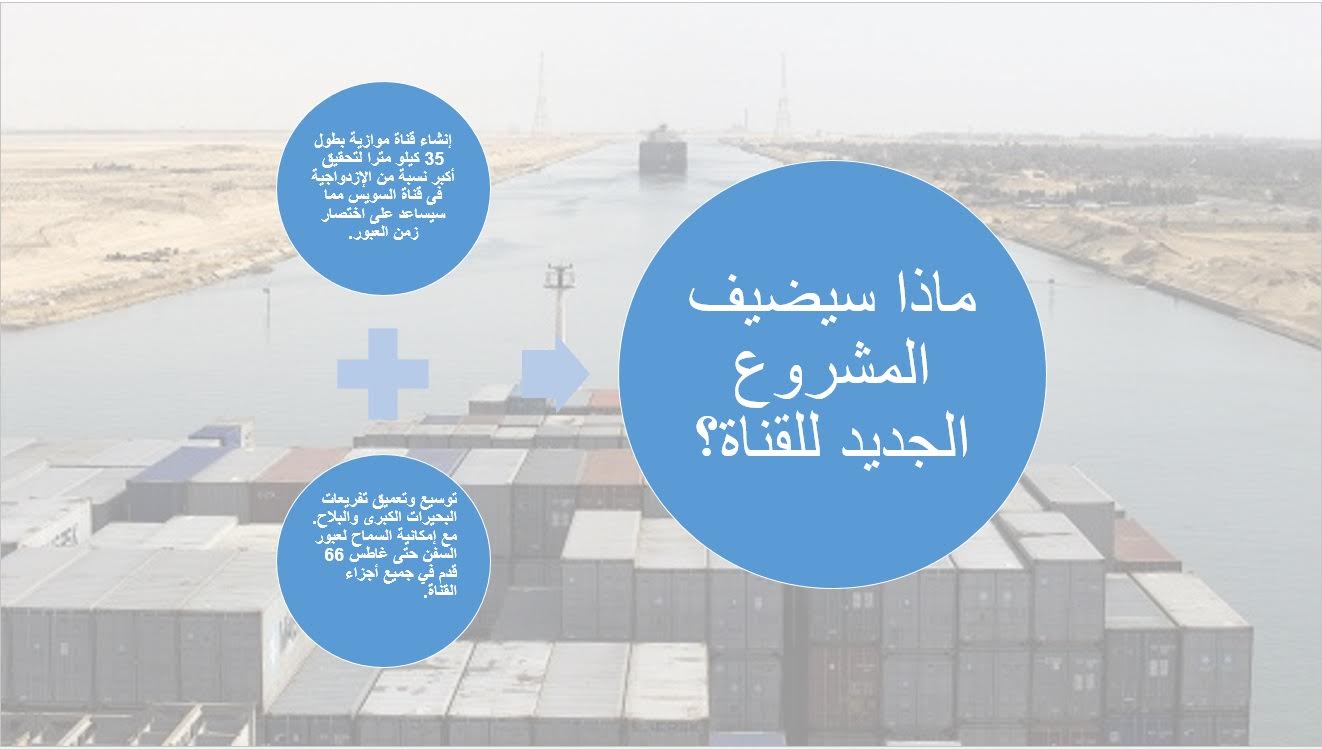 ماذا سيضيف
المشروع
الجديد للقناة؟
إنشاء قناة موازية بطول
35 كيلو مترا لتحقيق
أكبر نسبة من الإزدواجية
فى قناة السويس مما
سيساعد على اختصار
زمن العبور.
توسيع وتعميق تفريعات
البحيرات الكبرى والبلاح.
مع إمكانية السماح لعبور
السفن حتى غاطس 66
قدم في جميع أجزاء
القناة.